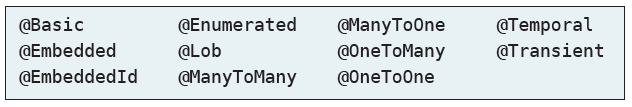 @Basic @Enumerated @ManyToOne @Temporal
@Embedded @Lob @OneToMany @Transient
@EmbeddedId @ManyToMany @OneToOne